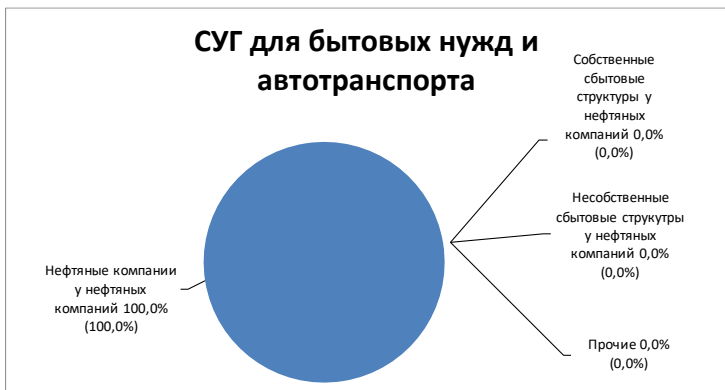 СУГ для бытовых нужд и
автотранспорта
Собственные
сбытовые
структуры у
нефтяных
компаний 0,0%
(0,0%)
Несобственные
сбытовые струкутры
у нефтяных
компаний 0,0%
(0,0%)
Нефтяные компании
у нефтяных
компаний 100,0%
(100,0%)
Прочие 0,0%
(0,0%)